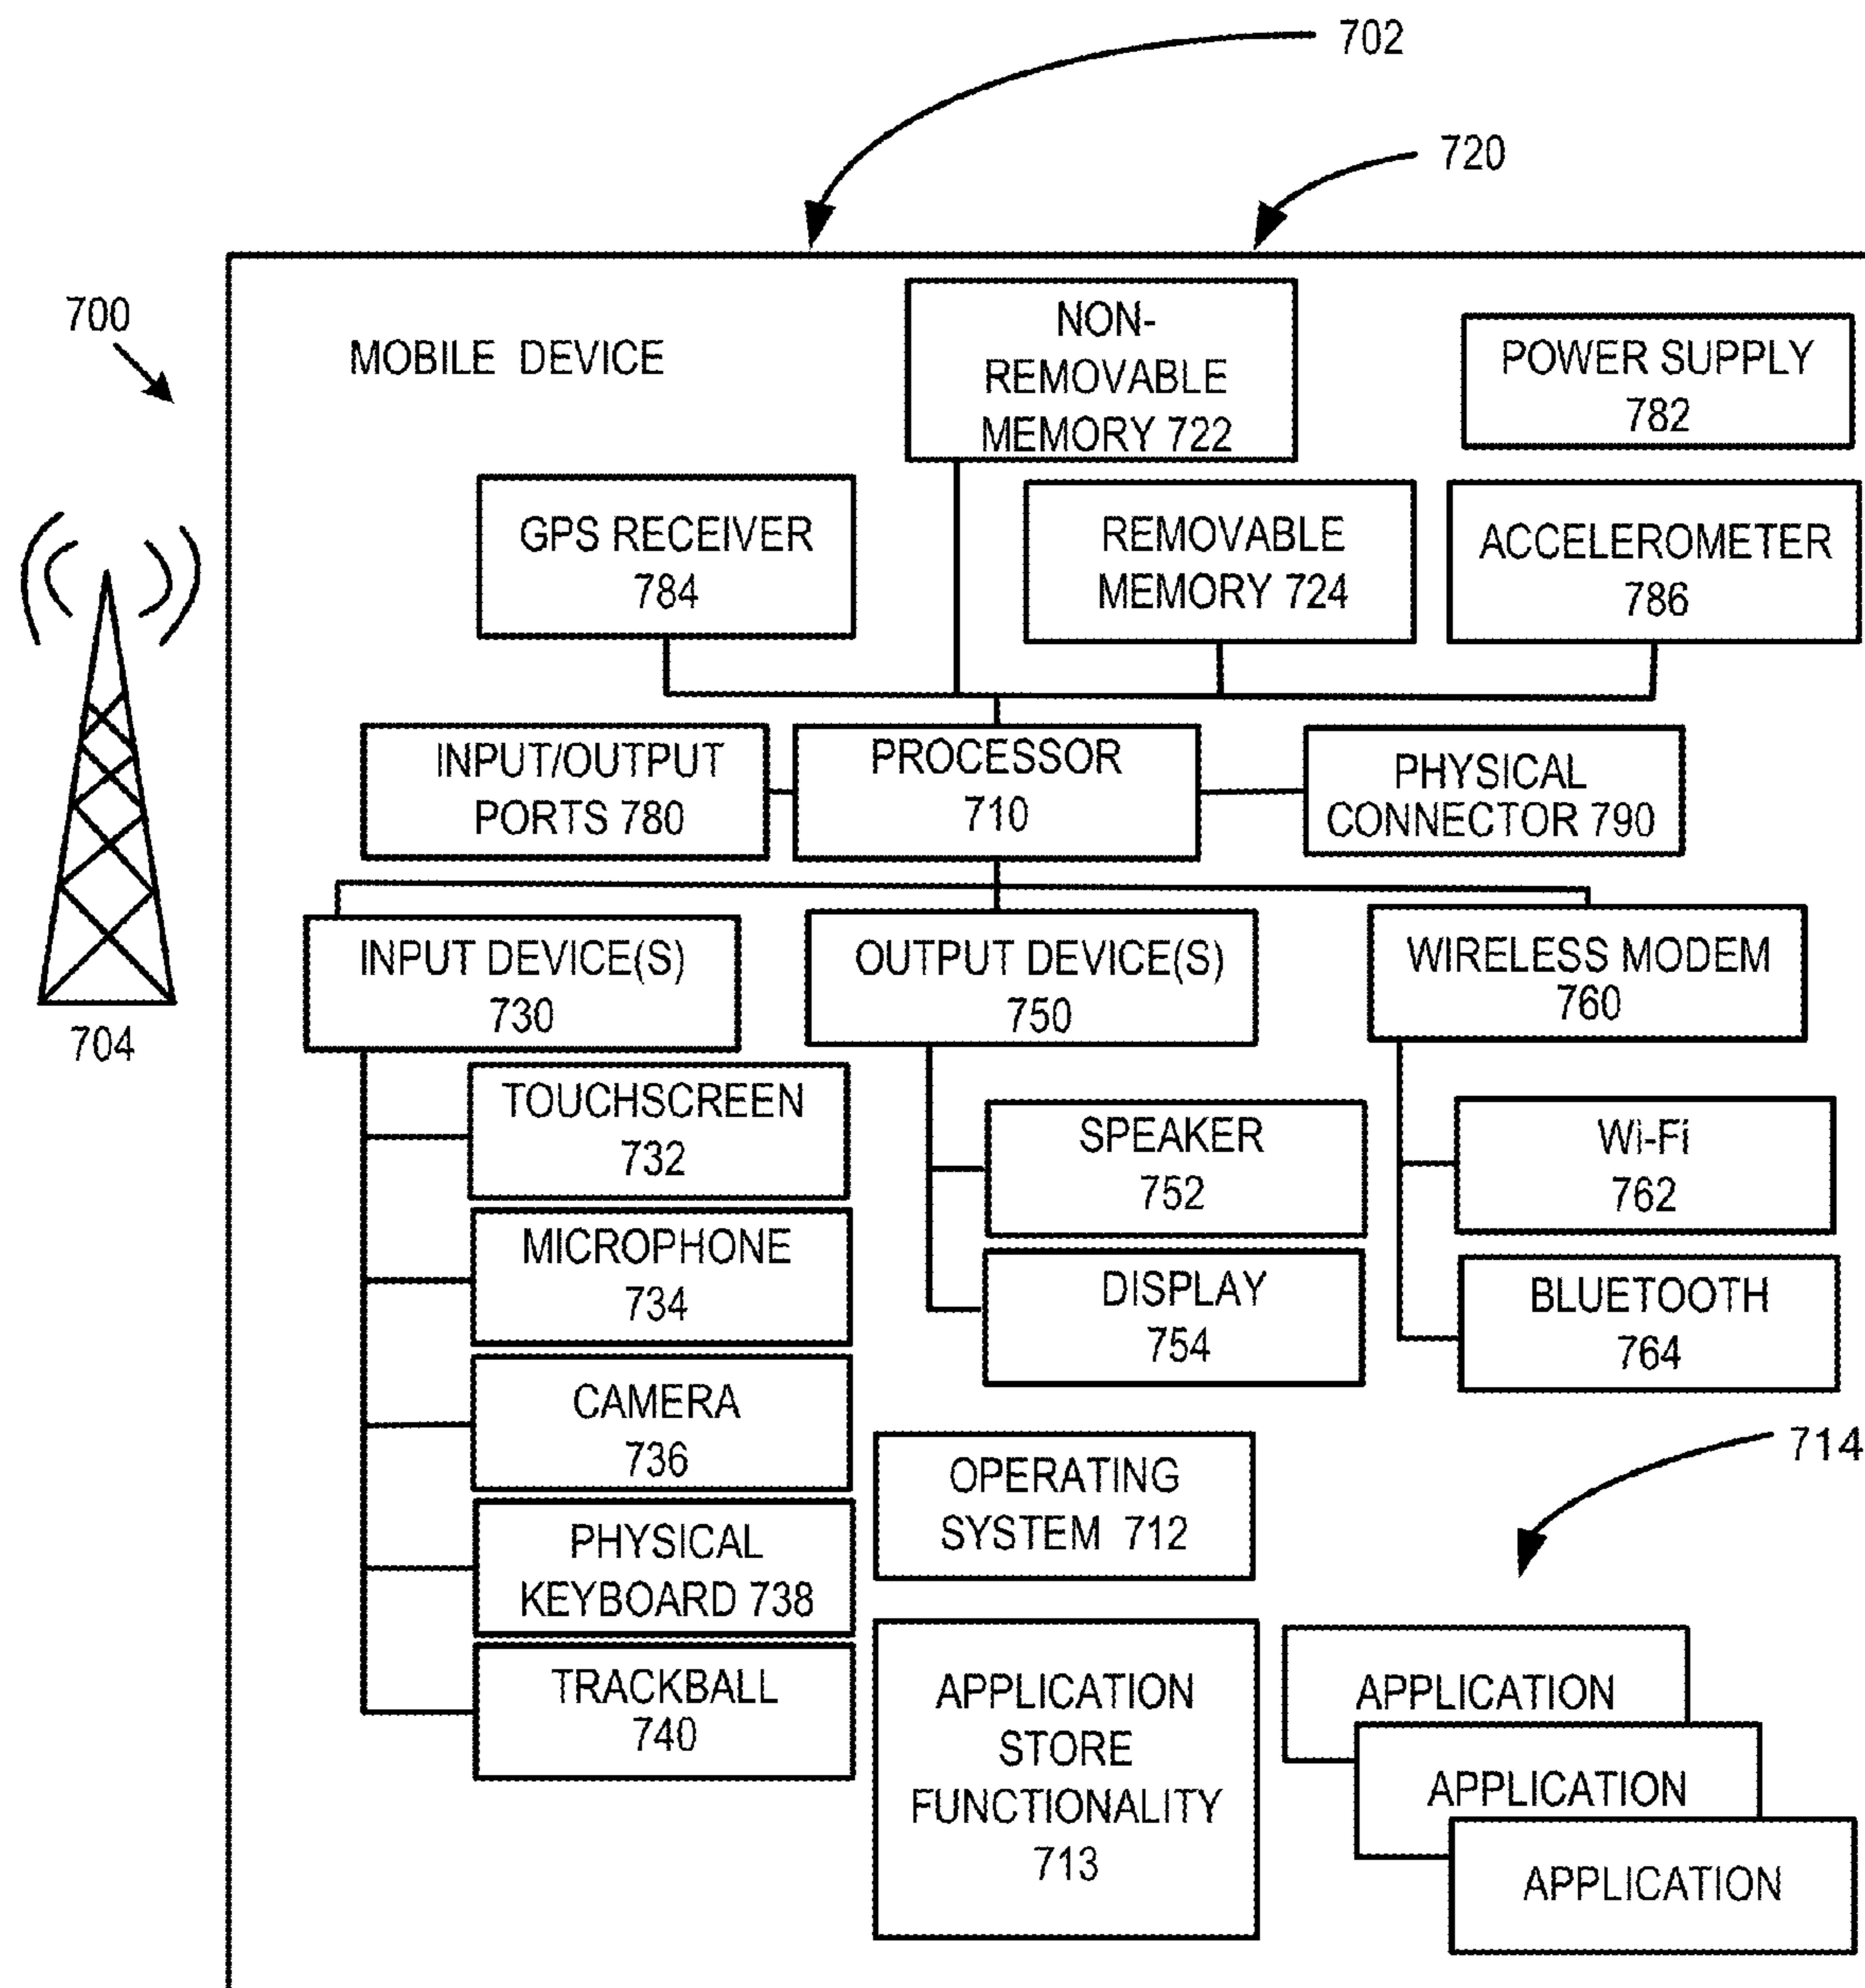 702
720
700
MOBILE DEVICE
NON-
REMOVABLE
MEMORY 722
POWER SUPPLY
782
GPS RECEIVER
784
REMOVABLE
MEMORY 724
ACCELEROMETER
786
INPUT/OUTPUT
PORTS 780
PROCESSOR
710
PHYSICAL
CONNECTOR 790
INPUT DEVICE(S)
730
OUTPUT DEVICE(S)
750
WIRELESS MODEM
760
704
TOUCHSCREEN
732
SPEAKER
752
Wi-Fi
762
MICROPHONE
734
DISPLAY
754
BLUETOOTH
764
CAMERA
736
714
OPERATING
SYSTEM 712
PHYSICAL
KEYBOARD 738
TRACKBALL
740
APPLICATION
STORE
FUNCTIONALITY
713
APPLICATION
APPLICATION
APPLICATION